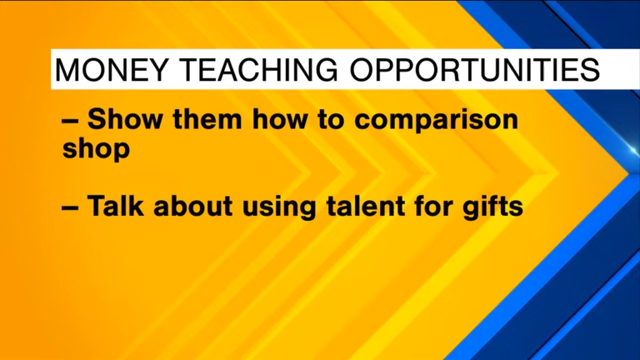 MONEY TEACHING OPPORTUNITIES
– Show them how to comparison
shop
– Talk about using talent for gifts